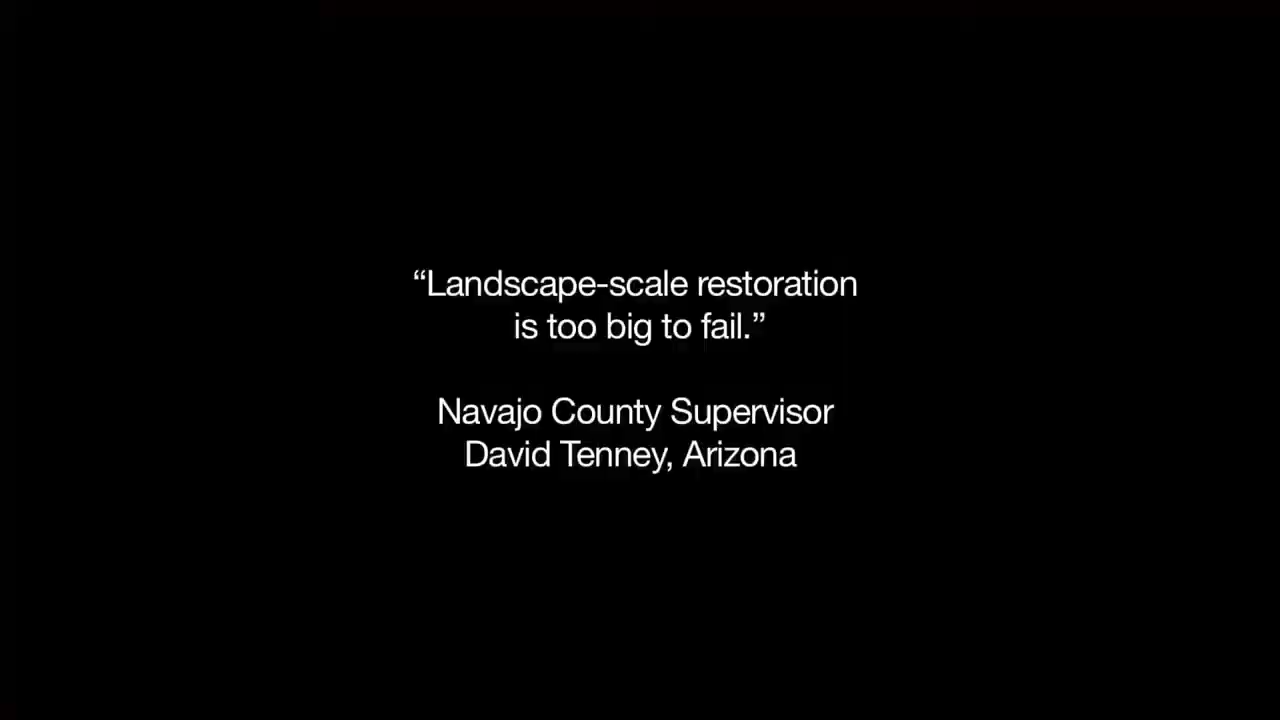 “Landscape-scale restoration
is too big to fail.”
Navajo County Supervisor
David Tenney, Arizona